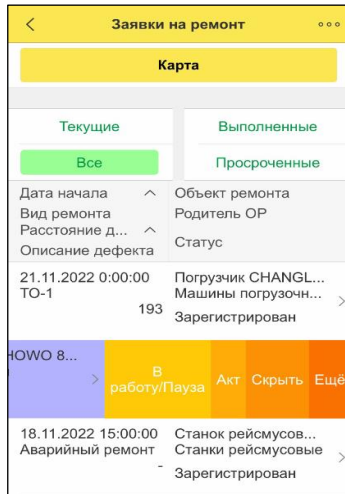 Заявки на ремонт
Карта
Текущие
Выполненные
Все
Просроченные
Дата начала
Объект ремонта
Вид ремонта
Родитель ОР
Расстояние д...
Статус
Описание дефекта
21.11.2022 0:00:00
Погрузчик CHANGL...
ТО-1
Машины погрузочн...
193
Зарегистрирован
HOWO 8...
В
работу/Пауза
Акт
Скрыть
Ещё
18.11.2022 15:00:00
Станок рейсмусов...
Аварийный ремонт
Станки рейсмусовые
-
Зарегистрирован